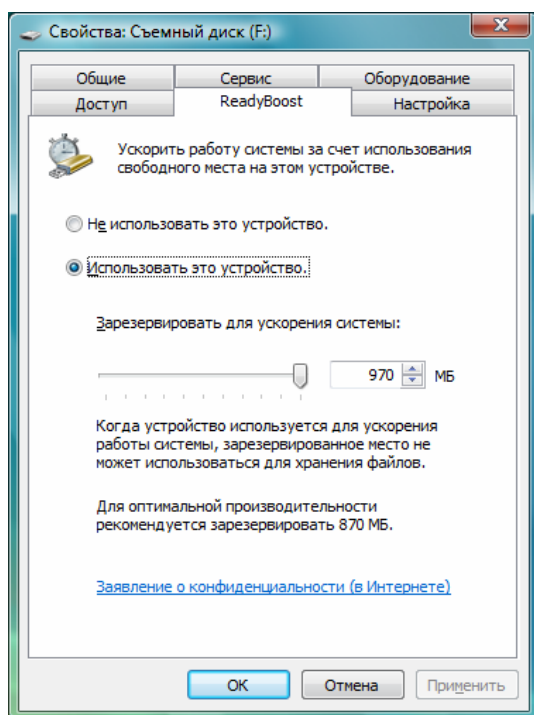 Свойства: Съемный диск (F:)
Общие Сервис Оборудование
Доступ ReadyBoost Настройка
Ускорить работу системы за счет использования
свободного места на этом устройстве.
Не использовать это устройство.
Использовать это устройство.
Зарезервировать для ускорения системы:
970 МБ
Когда устройство используется для ускорения
работы системы, зарезервированное место не
может использоваться для хранения файлов.
Для оптимальной производительности
рекомендуется зарезервировать 870 МБ.
Заявление о конфиденциальности (в Интернете)
ОК Отмена Применить